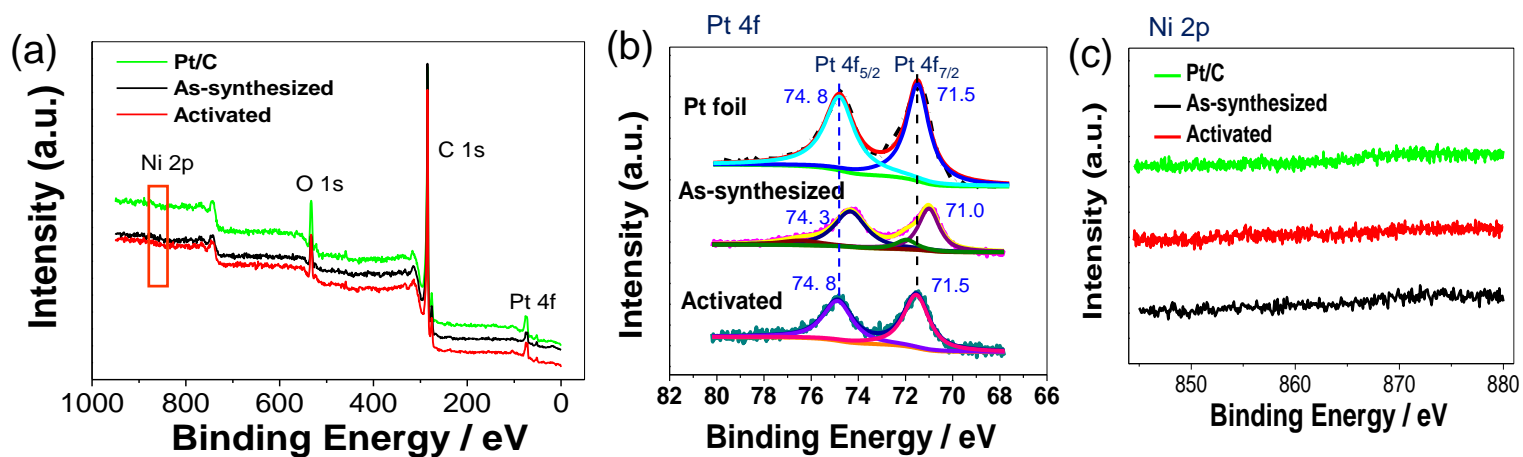 (a)
Pt/C
As-synthesized
Activated
Ni 2p
O 1s
C 1s
Pt 4f
Intensity (a.u.)
1000 800 600 400 200 0
Binding Energy / eV
Pt 4f
(b)
Pt 4f5/2 Pt 4f7/2
74. 8 71.5
Pt foil
As-synthesized
74. 3 71.0
74. 8 71.5
Activated
Intensity (a.u.)
82 80 78 76 74 72 70 68 66
Binding Energy / eV
Ni 2p
(c)
Pt/C
As-synthesized
Activated
Intensity (a.u.)
850 860 870 880
Binding Energy / eV